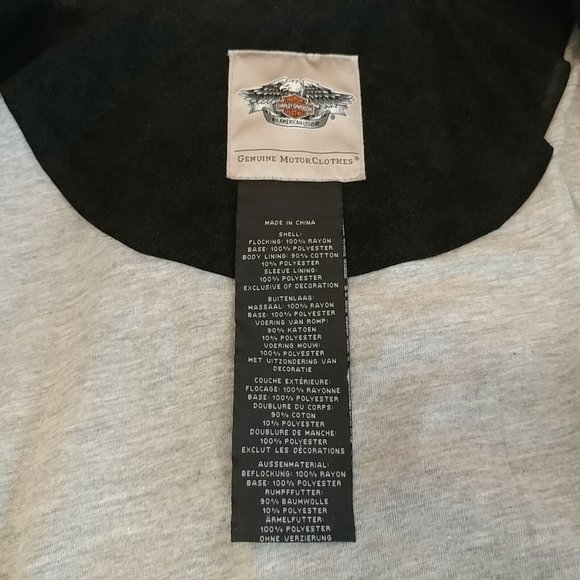 MOTOR
HARLEY-DAVIDSON
CLOTHES
AN AMERICAN LEGEND
®
GENUINE MOTORCLOTHES®
MADE IN CHINA
SHELL:
FLOCKING: 100% RAYON
BASE: 100% POLYESTER
BODY LINING: 90% COTTON
10% POLYESTER
SLEEVE LINING:
100% POLYESTER
EXCLUSIVE OF DECORATION
BUITENLAAG:
MASSAAL: 100% RAYON
BASE: 100% POLYESTER
VOERING VAN ROMP:
90% KATOEN
10% POLYESTER
VOERING MOUW:
100% POLYESTER
MET UITZONDERING VAN
DECORATIE
COUCHE EXTÉRIEURE:
FLOCAGE: 100% RAYONNE
BASE: 100% POLYESTER
DOUBLURE DU CORPS:
90% COTON
10% POLYESTER
DOUBLURE DE MANCHE:
100% POLYESTER
EXCLUT LES DÉCORATIONS
AUSSENMATERIAL:
BEFLOCKUNG: 100% RAYON
BASE: 100% POLYESTER
RUMPFFUTTER:
90% BAUMWOLLE
10% POLYESTER
ÄRMELFUTTER:
100% POLYESTER
OHNE VERZIERUNG